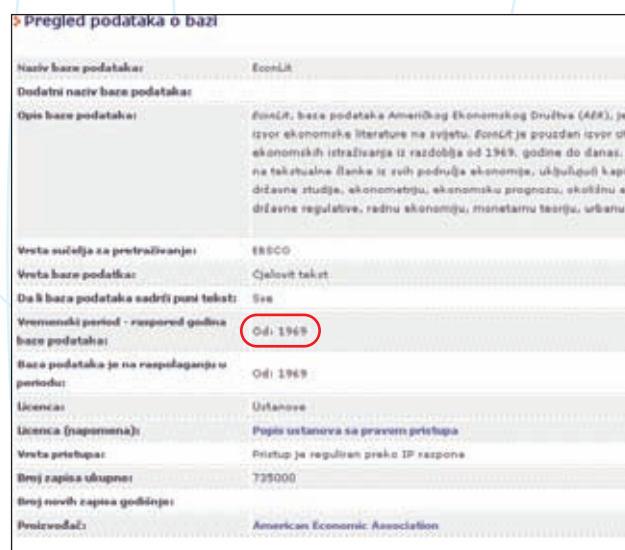 Pregled podataka o bazi
Naziv baze podataka: EconLit
Dodatni naziv baze podataka:
Opis baze podataka: EconLit, baza podataka Američkog Ekonomskog Društva (AEA), je
izvor ekonomske literature na svijetu. EconLit je pouzdan izvor
ekonomskih istraživanja iz razdoblja od 1969. godine do danas.
na tekstualne članke iz svih područja ekonomije, uključujući
državne studije, ekonometriju, ekonomsku prognozu, okolišnu
državne regulative, radnu ekonomiju, monetarnu teoriju,
Vrsta sučelja za pretraživanje: EBSCO
Vrsta baze podatka: Cjelovit tekst
Da li baza podataka sadrži puni tekst: Sve
Vremenski period - raspored godina
baze podataka: Od: 1969
Baza podataka je na raspolaganju u
periodu: Od: 1969
Licenca: Ustanove
Licenca (napomena): Popis ustanova sa pravom pristupa
Vrsta pristupa: Pristup je reguliran preko IP raspona
Broj zapisa ukupno: 735000
Broj novih zapisa godišnje:
Proizvođač: American Economic Association